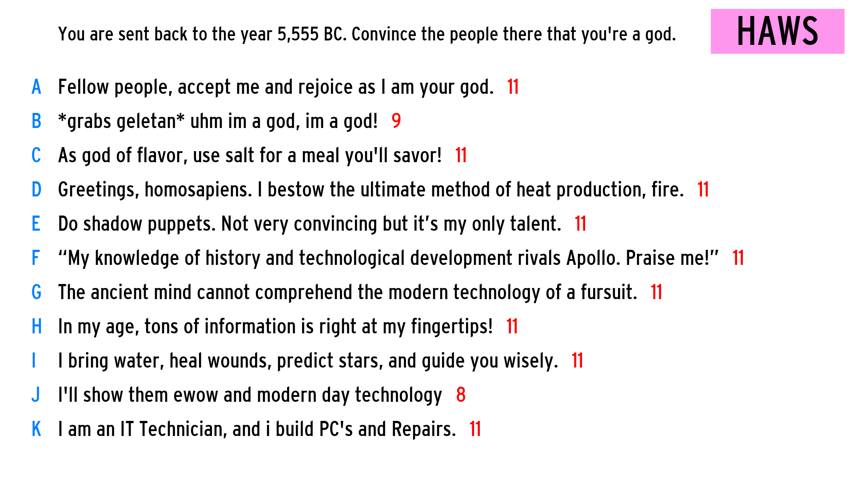 You are sent back to the year 5,555 BC. Convince the people there that you're a god.
HAWS
A Fellow people, accept me and rejoice as I am your god. 11
B *grabs geletan* uhm im a god, im a god! 9
C As god of flavor, use salt for a meal you'll savor! 11
D Greetings, homosapiens. I bestow the ultimate method of heat production, fire. 11
E Do shadow puppets. Not very convincing but it’s my only talent. 11
F “My knowledge of history and technological development rivals Apollo. Praise me!” 11
G The ancient mind cannot comprehend the modern technology of a fursuit. 11
H In my age, tons of information is right at my fingertips! 11
I I bring water, heal wounds, predict stars, and guide you wisely. 11
J I'll show them ewow and modern day technology 8
K I am an IT Technician, and i build PC's and Repairs. 11